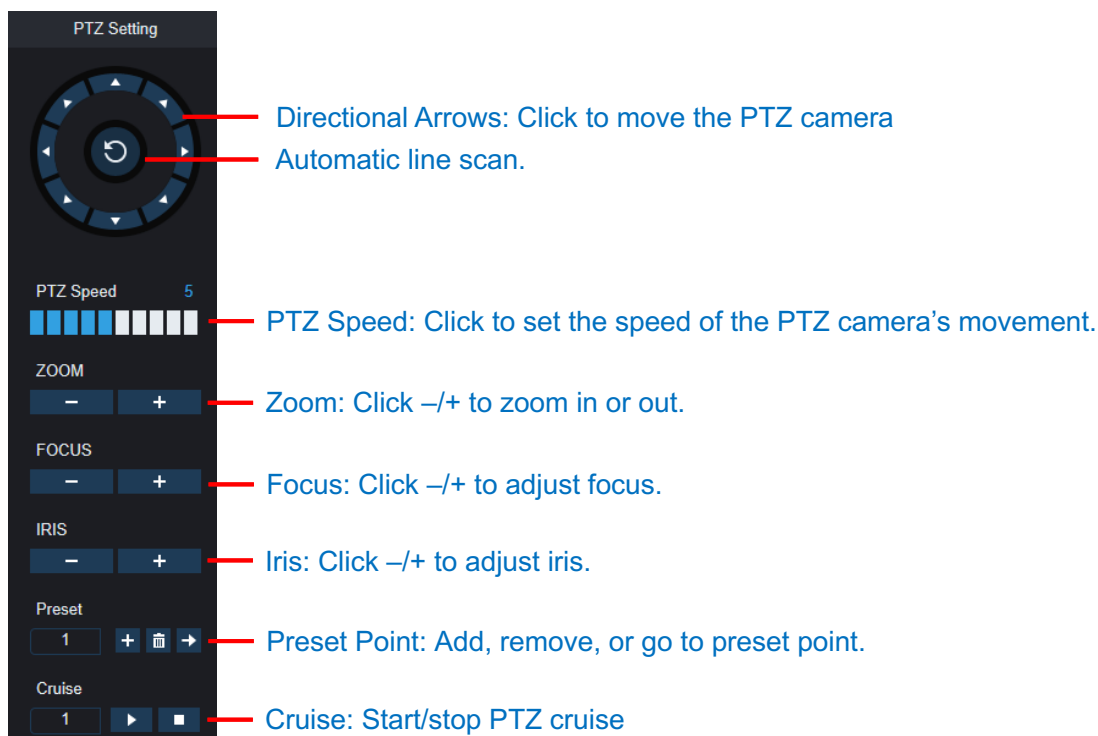 PTZ Setting
Directional Arrows: Click to move the PTZ camera
Automatic line scan.
PTZ Speed 5
PTZ Speed: Click to set the speed of the PTZ camera’s movement.
ZOOM
– +
Zoom: Click –/+ to zoom in or out.
FOCUS
– +
Focus: Click –/+ to adjust focus.
IRIS
– +
Iris: Click –/+ to adjust iris.
Preset
1 +
Preset Point: Add, remove, or go to preset point.
Cruise
1
Cruise: Start/stop PTZ cruise